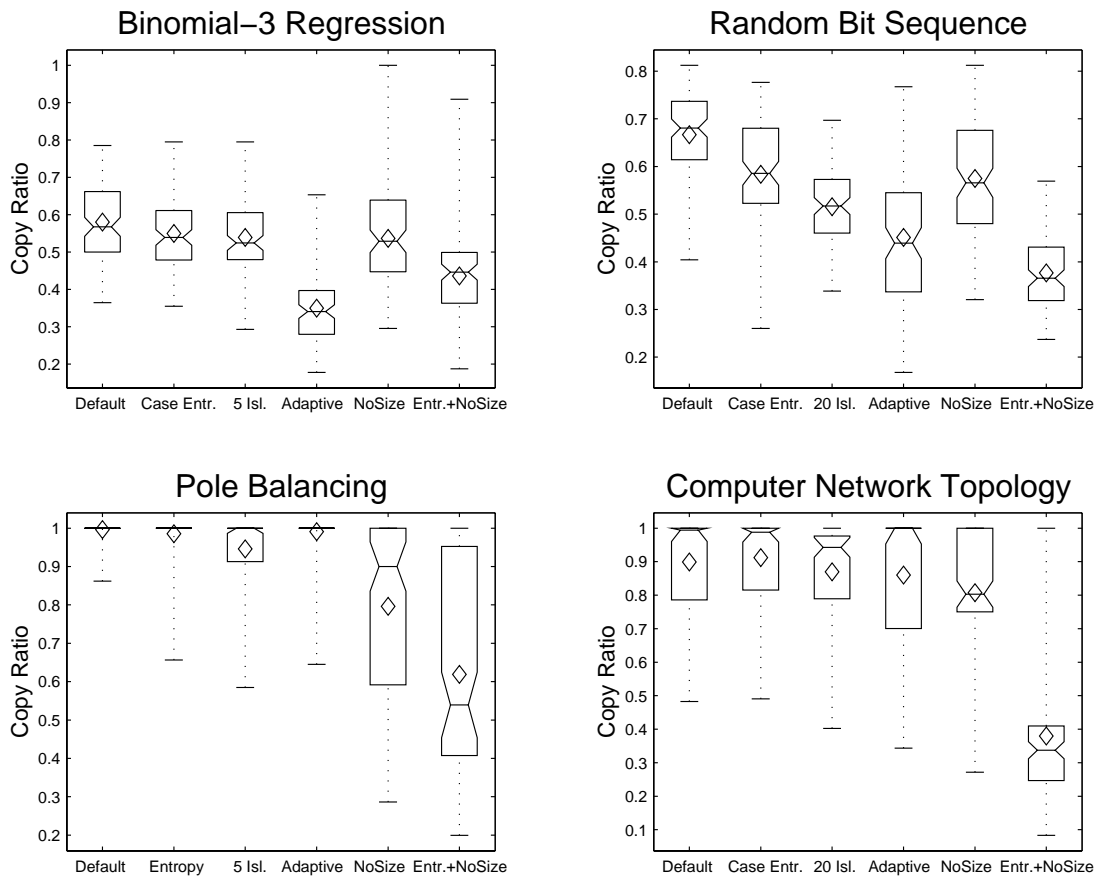 Binomial−3 Regression
Copy Ratio
1
0.9
0.8
0.7
0.6
0.5
0.4
0.3
0.2
Default Case Entr. 5 Isl. Adaptive NoSize Entr.+NoSize
Random Bit Sequence
Copy Ratio
0.8
0.7
0.6
0.5
0.4
0.3
0.2
Default Case Entr. 20 Isl. Adaptive NoSize Entr.+NoSize
Pole Balancing
Copy Ratio
1
0.9
0.8
0.7
0.6
0.5
0.4
0.3
0.2
Default Entropy 5 Isl. Adaptive NoSize Entr.+NoSize
Computer Network Topology
Copy Ratio
1
0.9
0.8
0.7
0.6
0.5
0.4
0.3
0.2
0.1
Default Case Entr. 20 Isl. Adaptive NoSize Entr.+NoSize